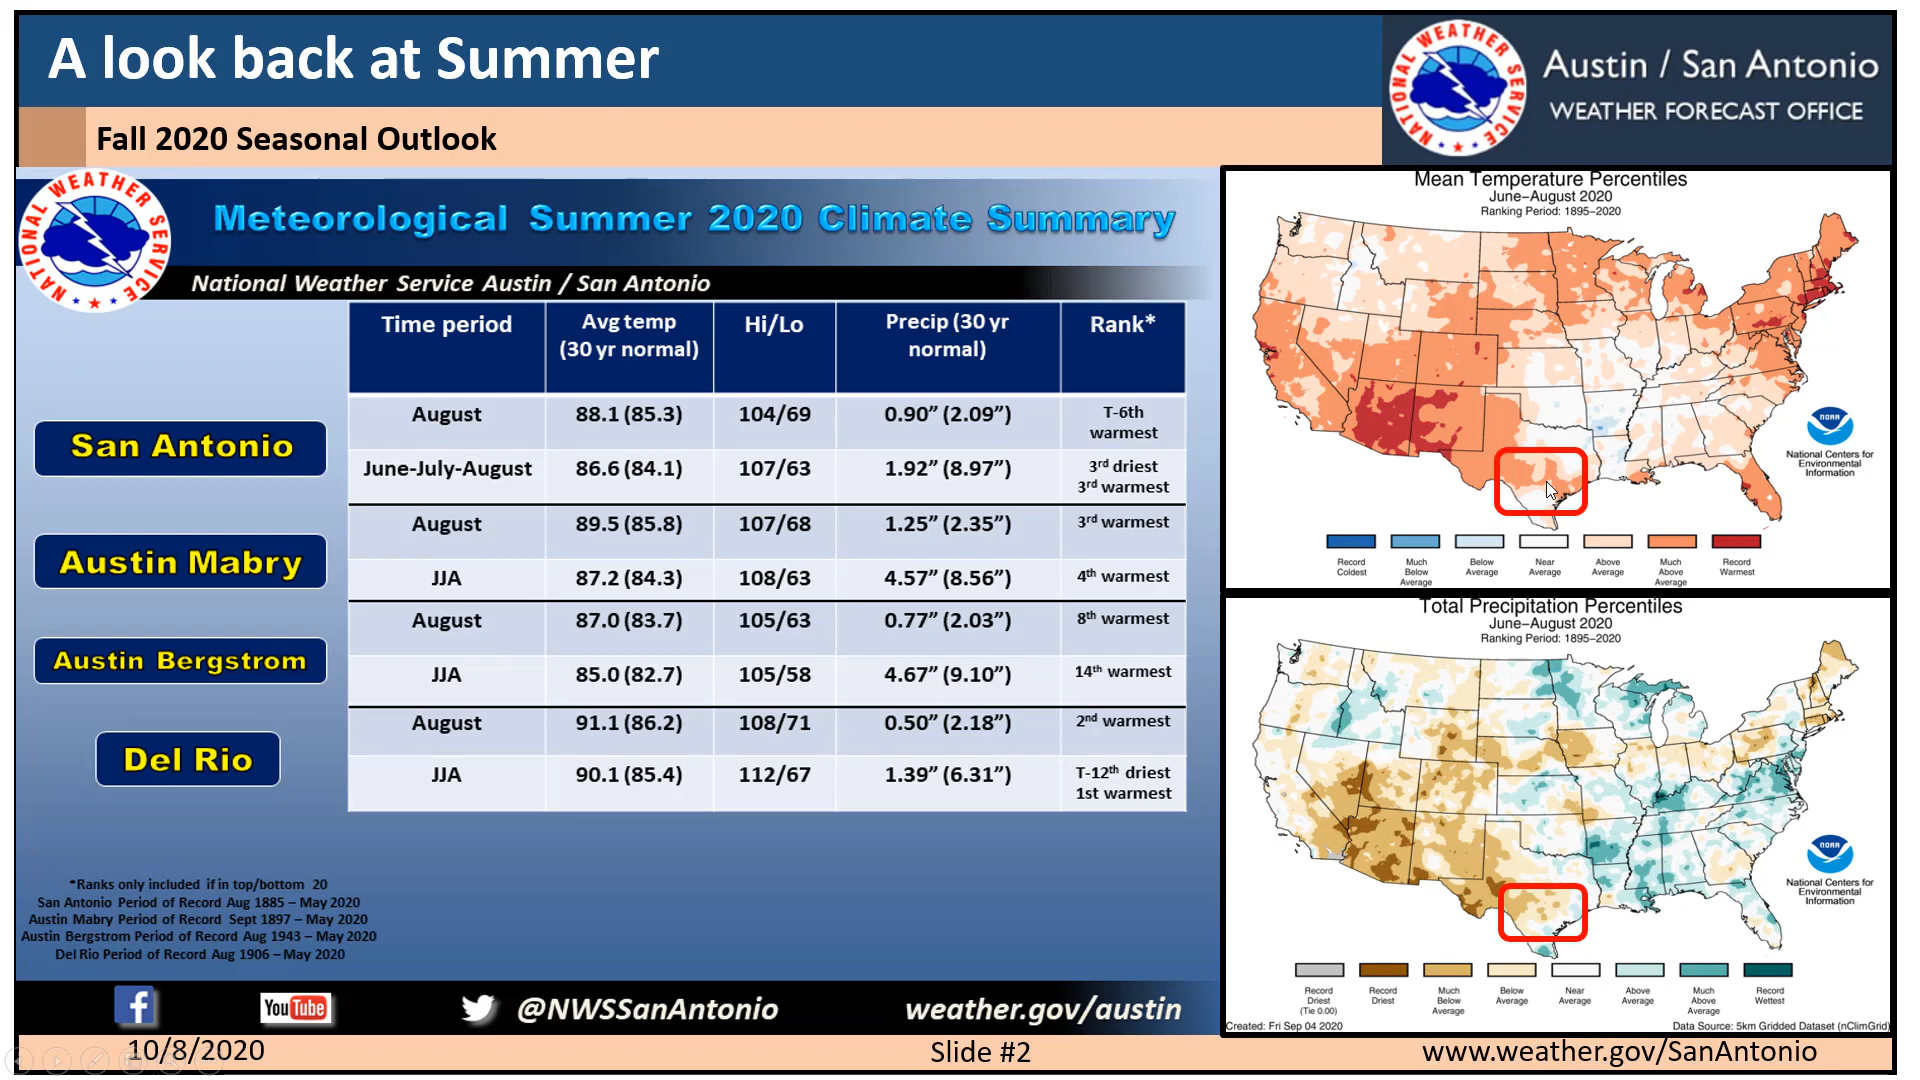 A look back at Summer
Fall 2020 Seasonal Outlook
NATIONAL WEATHER SERVICE
Austin / San Antonio
WEATHER FORECAST OFFICE
NATIONAL WEATHER SERVICE
Meteorological Summer 2020 Climate Summary
National Weather Service Austin / San Antonio
Time period Avg temp (30 yr normal) Hi/Lo Precip (30 yr normal) Rank*
San Antonio
August 88.1 (85.3) 104/69 0.90” (2.09”) T-6th warmest
June-July-August 86.6 (84.1) 107/63 1.92” (8.97”) 3rd driest 3rd warmest
Austin Mabry
August 89.5 (85.8) 107/68 1.25” (2.35”) 3rd warmest
JJA 87.2 (84.3) 108/63 4.57” (8.56”) 4th warmest
Austin Bergstrom
August 87.0 (83.7) 105/63 0.77” (2.03”) 8th warmest
JJA 85.0 (82.7) 105/58 4.67” (9.10”) 14th warmest
Del Rio
August 91.1 (86.2) 108/71 0.50” (2.18”) 2nd warmest
JJA 90.1 (85.4) 112/67 1.39” (6.31”) T-12th driest 1st warmest
*Ranks only included if in top/bottom 20
San Antonio Period of Record Aug 1885 – May 2020
Austin Mabry Period of Record Sept 1897 – May 2020
Austin Bergstrom Period of Record Aug 1943 – May 2020
Del Rio Period of Record Aug 1906 – May 2020
f YouTube @NWSSanAntonio weather.gov/austin
Mean Temperature Percentiles
June–August 2020
Ranking Period: 1895–2020
NOAA
National Centers for
Environmental
Information
Record Coldest
Much Below Average
Below Average
Near Average
Above Average
Much Above Average
Record Warmest
Total Precipitation Percentiles
June–August 2020
Ranking Period: 1895–2020
NOAA
National Centers for
Environmental
Information
Record Driest (Tie 0.00)
Record Driest
Much Below Average
Below Average
Near Average
Above Average
Much Above Average
Record Wettest
Created: Fri Sep 04 2020
Data Source: 5km Gridded Dataset (nClimGrid)
10/8/2020
Slide #2
www.weather.gov/SanAntonio